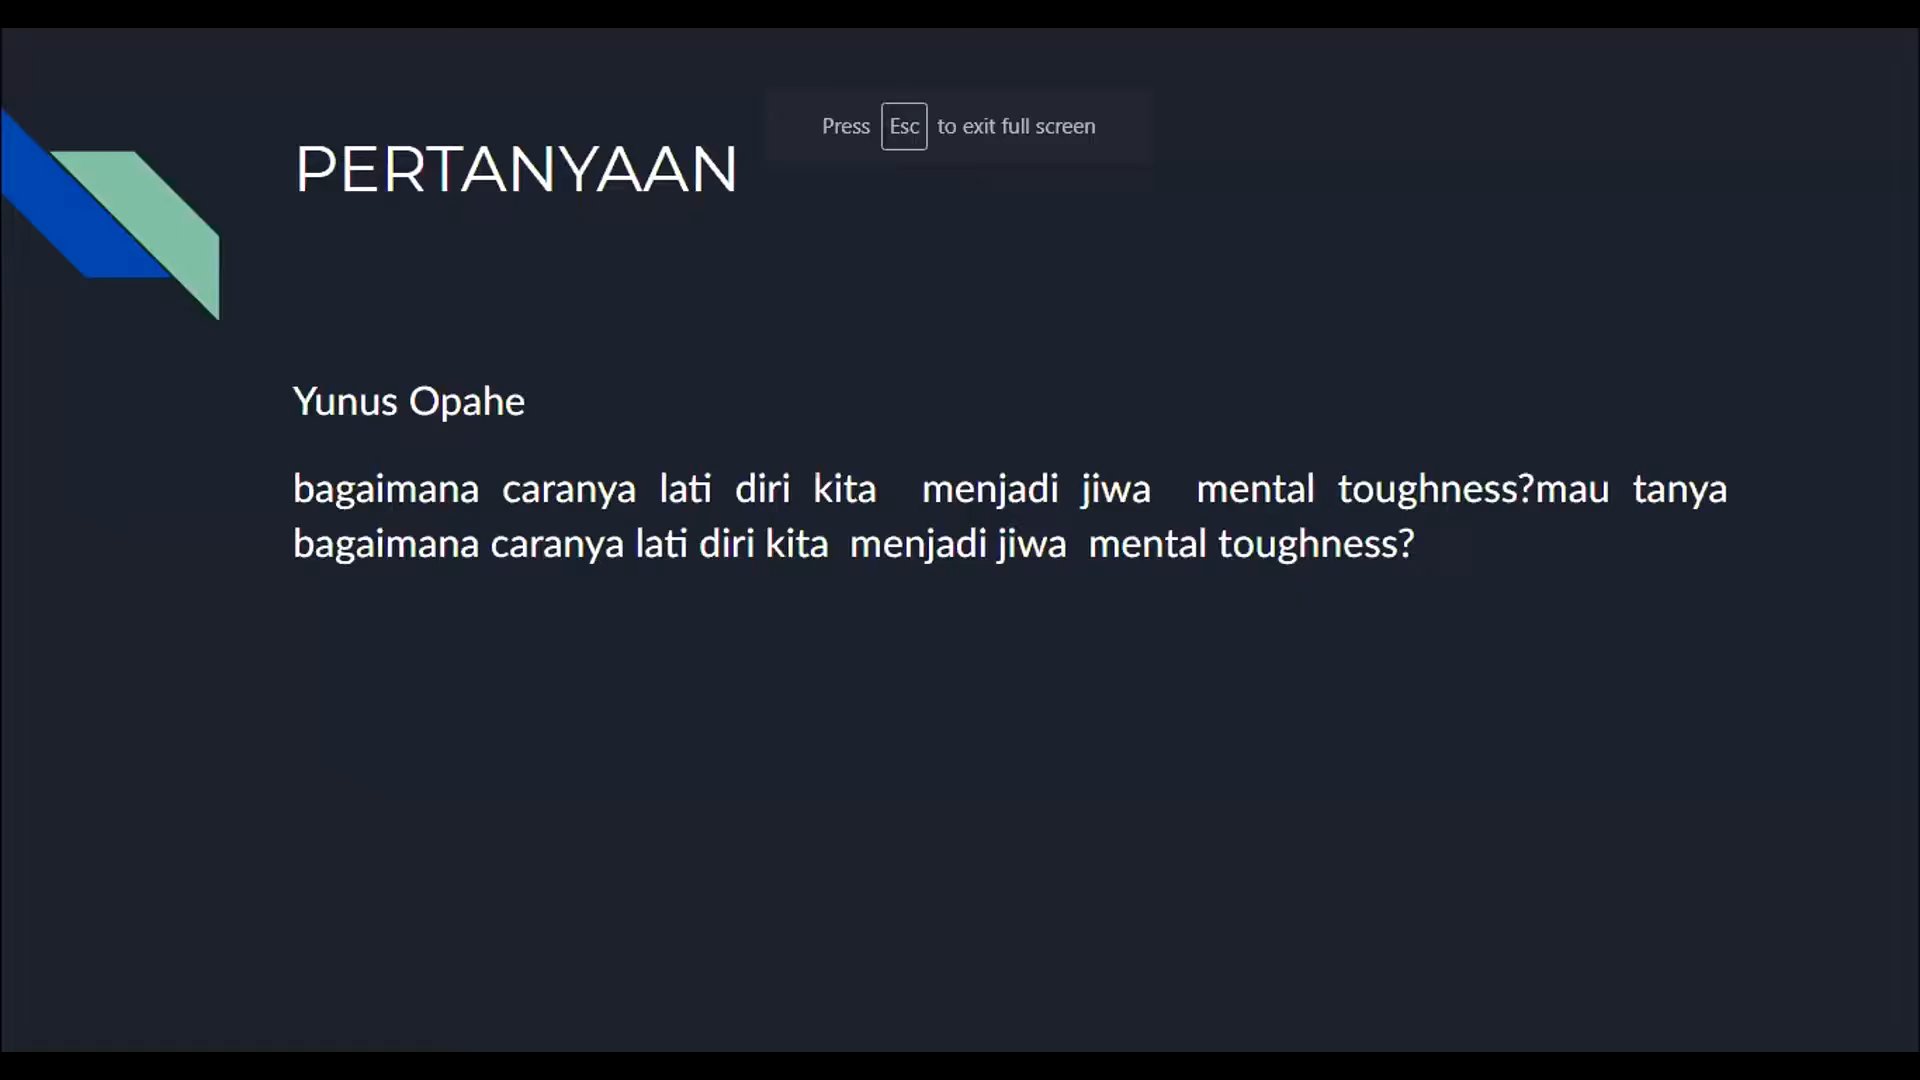 Press Esc to exit full screen
PERTANYAAN
Yunus Opahe
bagaimana caranya lati diri kita menjadi jiwa mental toughness?mau tanya
bagaimana caranya lati diri kita menjadi jiwa mental toughness?